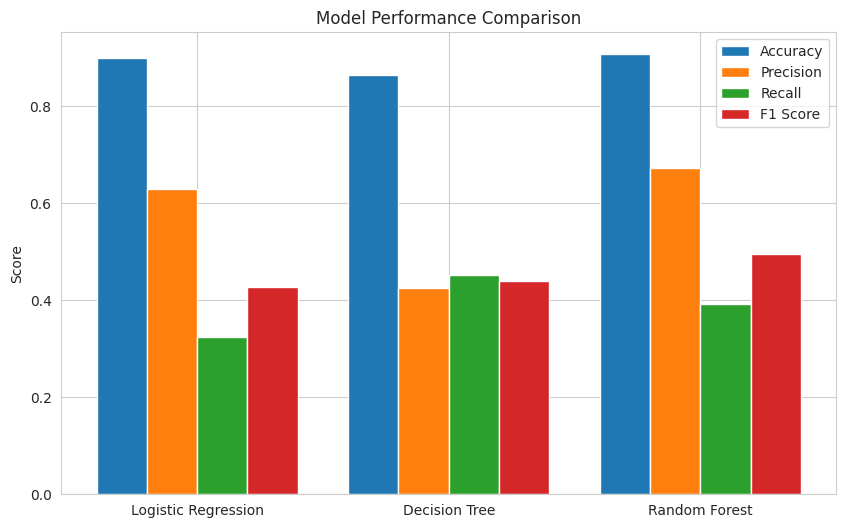 Model Performance Comparison
Accuracy
Precision
Recall
F1 Score
Score
0.8
0.6
0.4
0.2
0.0
Logistic Regression
Decision Tree
Random Forest